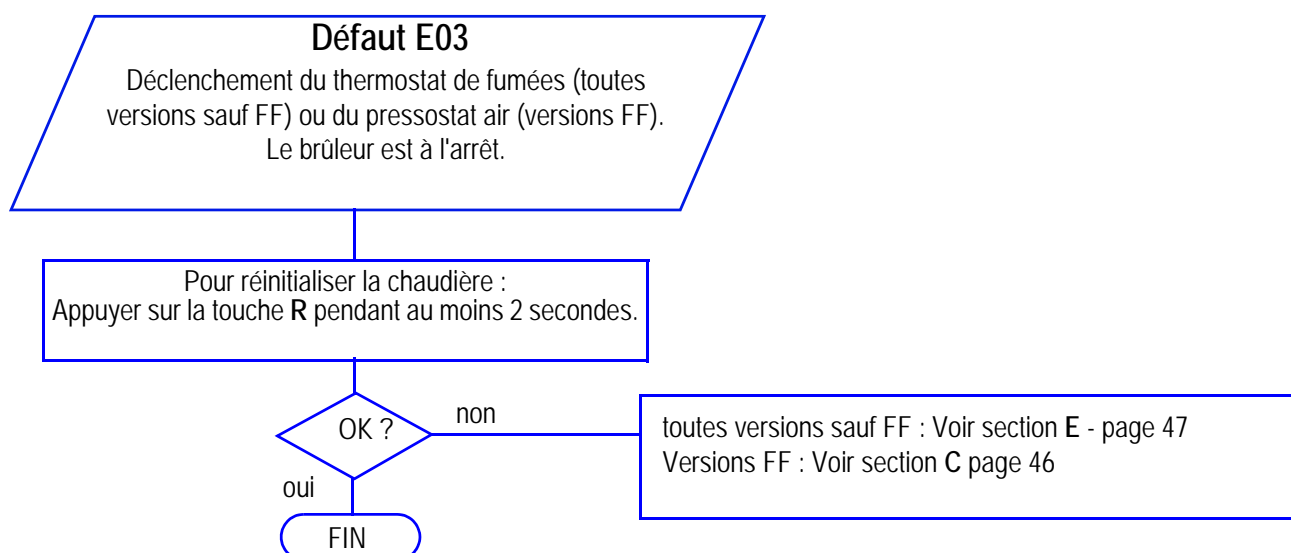 Défaut E03
Déclenchement du thermostat de fumées (toutes
versions sauf FF) ou du pressostat air (versions FF).
Le brûleur est à l'arrêt.
Pour réinitialiser la chaudière :
Appuyer sur la touche R pendant au moins 2 secondes.
OK ?
non
toutes versions sauf FF : Voir section E - page 47
Versions FF : Voir section C page 46
oui
FIN